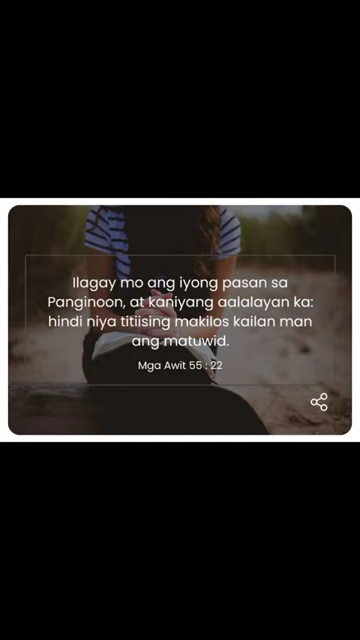 Ilagay mo ang iyong pasan sa
Panginoon, at kaniyang aalalayan ka:
hindi niya titiising makilos kailan man
ang matuwid.
Mga Awit 55 : 22